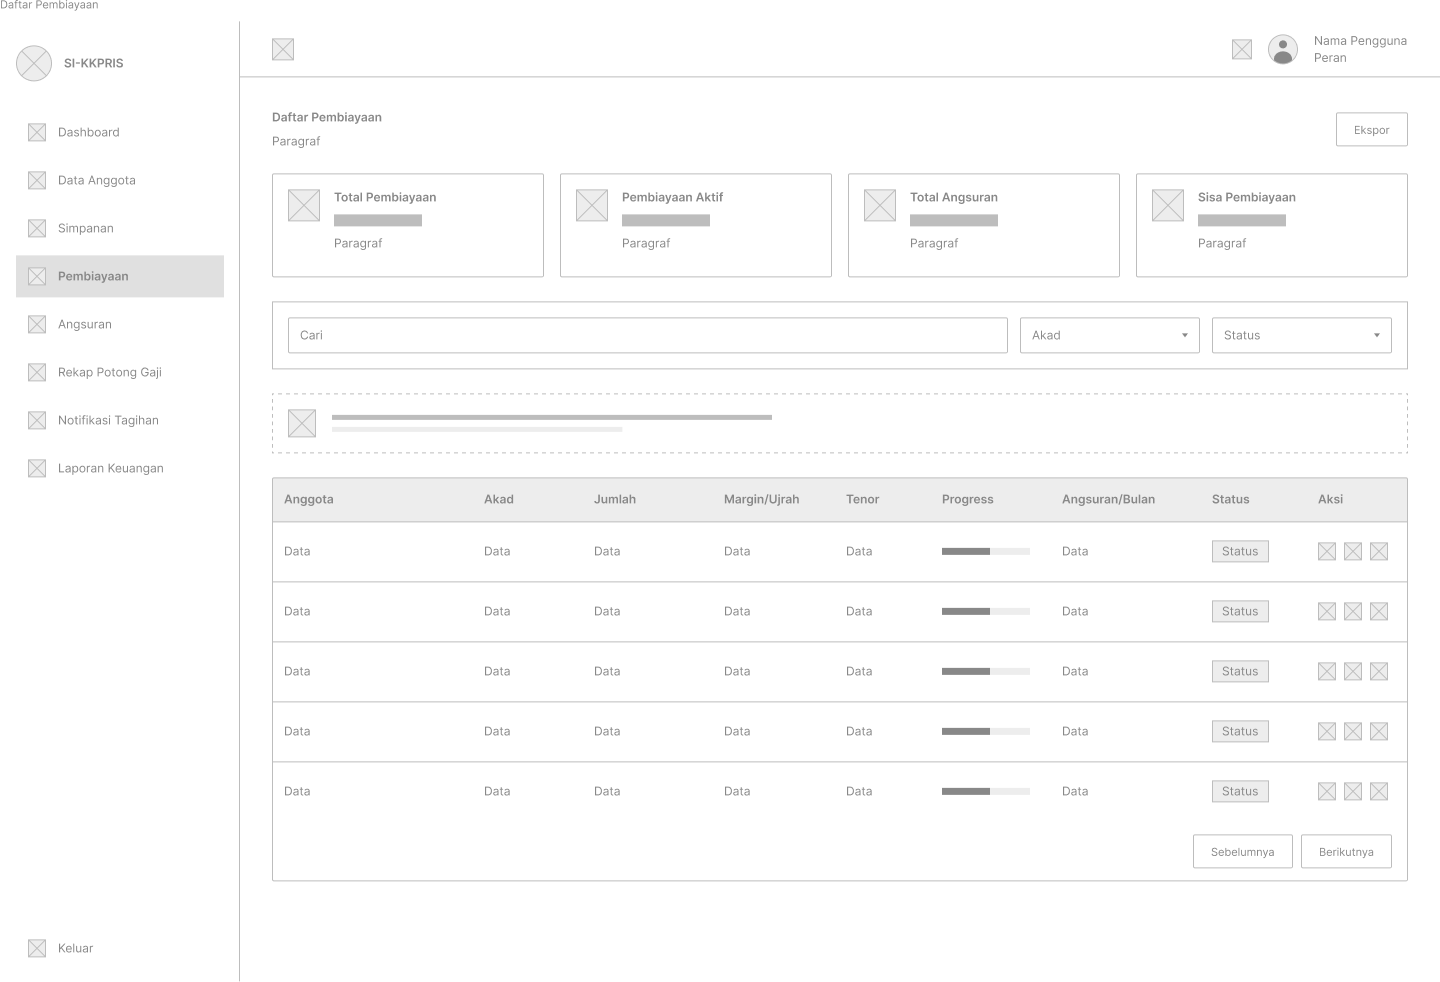 Daftar Pembiayaan
SI-KKPRIS
Nama Pengguna
Peran
Dashboard
Data Anggota
Simpanan
Pembiayaan
Angsuran
Rekap Potong Gaji
Notifikasi Tagihan
Laporan Keuangan
Keluar
Daftar Pembiayaan
Paragraf
Ekspor
Total Pembiayaan
Paragraf
Pembiayaan Aktif
Paragraf
Total Angsuran
Paragraf
Sisa Pembiayaan
Paragraf
Cari
Akad
Status
Anggota Akad Jumlah Margin/Ujrah Tenor Progress Angsuran/Bulan Status Aksi
Data Data Data Data Data Data Status
Data Data Data Data Data Data Status
Data Data Data Data Data Data Status
Data Data Data Data Data Data Status
Data Data Data Data Data Data Status
Sebelumnya Berikutnya